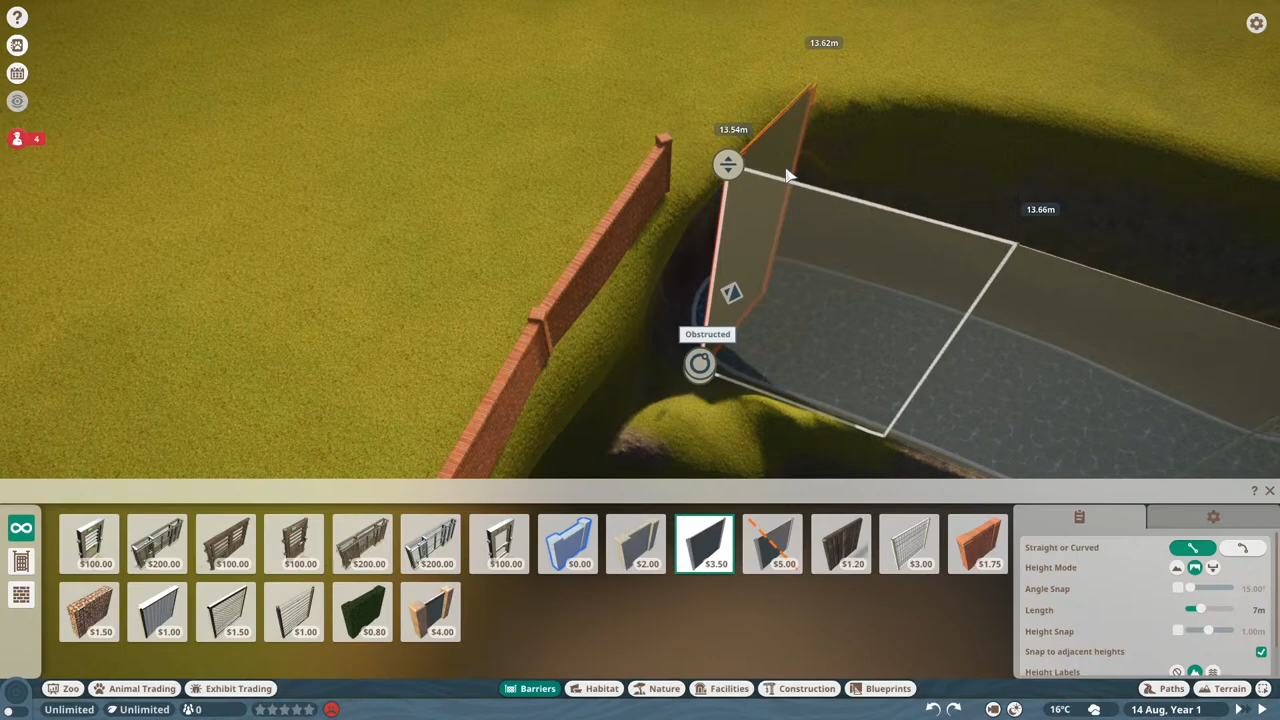 ?
4
13.62m
13.54m
13.66m
Obstructed
?
$100.00 $200.00 $100.00 $100.00 $200.00 $200.00 $100.00 $0.00 $2.00 $3.50 $5.00 $1.20 $3.00 $1.75
$1.50 $1.00 $1.50 $1.00 $0.80 $4.00
Straight or Curved
Height Mode
Angle Snap 15.00°
Length 7m
Height Snap 1.00m
Snap to adjacent heights
Height Labels
Zoo Animal Trading Exhibit Trading Barriers Habitat Nature Facilities Construction Blueprints Paths Terrain
Unlimited Unlimited 0 16°C 14 Aug, Year 1